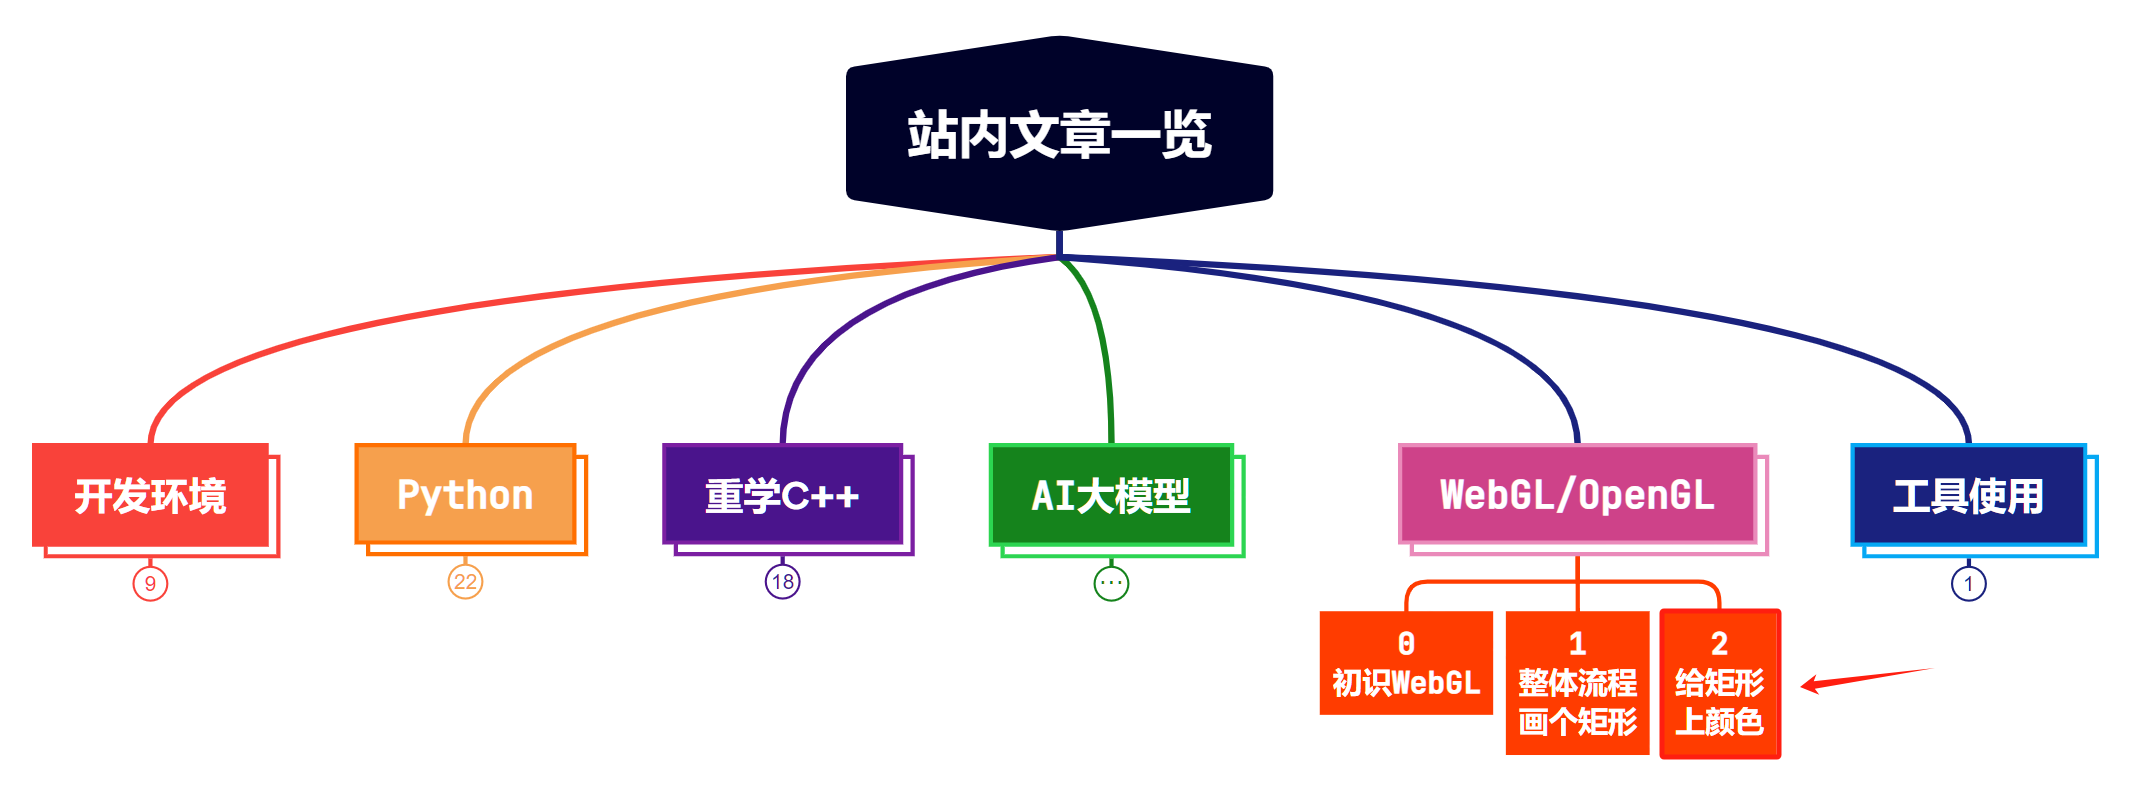 站内文章一览
开发环境
Python
重学C++
AI大模型
WebGL/OpenGL
工具使用
9
22
18
...
1
0
初识WebGL
1
整体流程
画个矩形
2
给矩形
上颜色